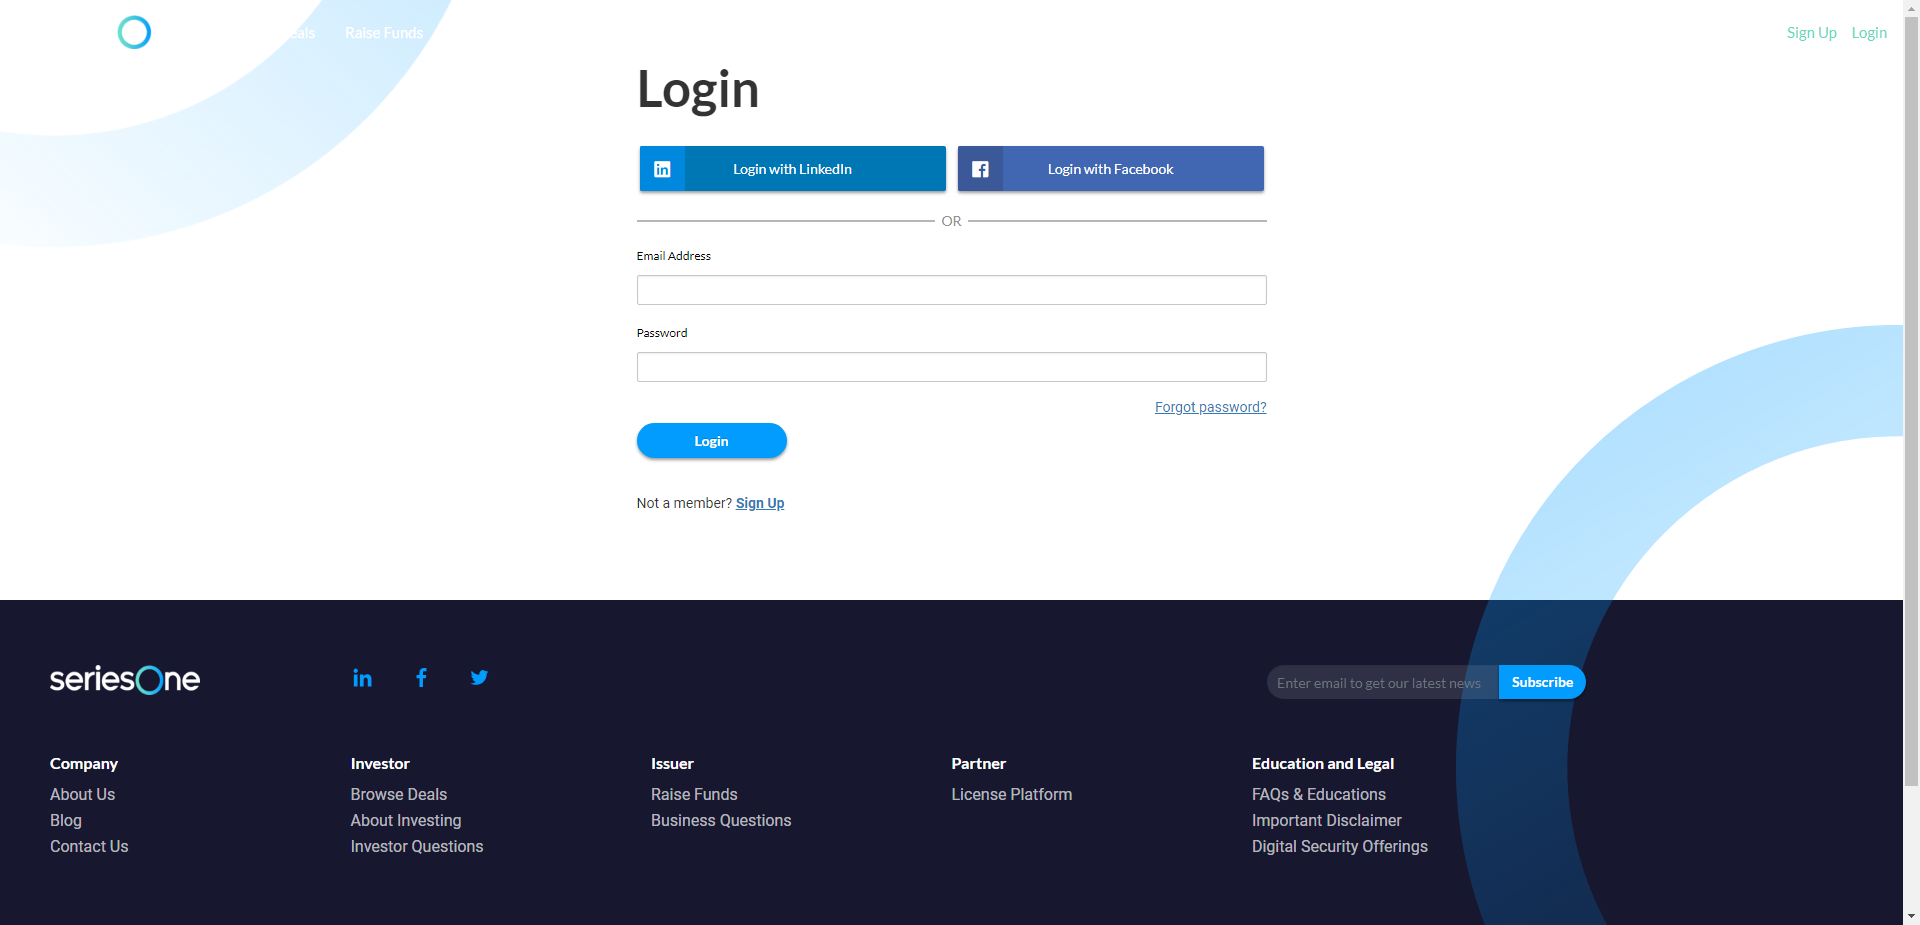 Raise Funds
Sign Up
Login
Login
Login with LinkedIn
Login with Facebook
OR
Email Address
Password
Forgot password?
Login
Not a member? Sign Up
seriesOne
Enter email to get our latest news
Subscribe
Company
About Us
Blog
Contact Us
Investor
Browse Deals
About Investing
Investor Questions
Issuer
Raise Funds
Business Questions
Partner
License Platform
Education and Legal
FAQs & Educations
Important Disclaimer
Digital Security Offerings